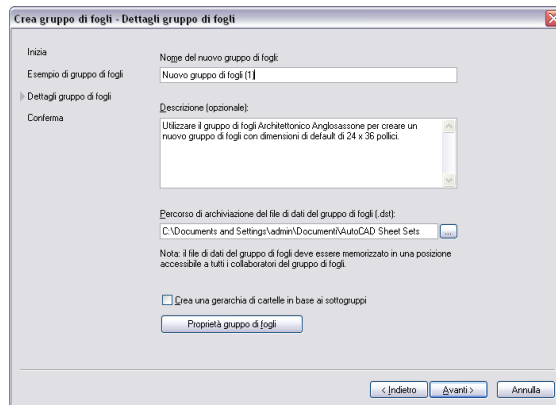 Crea gruppo di fogli - Dettagli gruppo di fogli
Inizia
Esempio di gruppo di fogli
Dettagli gruppo di fogli
Conferma
Nome del nuovo gruppo di fogli:
Nuovo gruppo di fogli (1)
Descrizione (opzionale):
Utilizzare il gruppo di fogli Architettonico Anglosassone per creare un
nuovo gruppo di fogli con dimensioni di default di 24 x 36 pollici.
Percorso di archiviazione del file di dati del gruppo di fogli (.dst):
C:\Documents and Settings\admin\Documenti\AutoCAD Sheet Sets
...
Nota: il file di dati del gruppo di fogli deve essere memorizzato in una posizione
accessibile a tutti i collaboratori del gruppo di fogli.
Crea una gerarchia di cartelle in base ai sottogruppi
Proprietà gruppo di fogli
< Indietro
Avanti >
Annulla